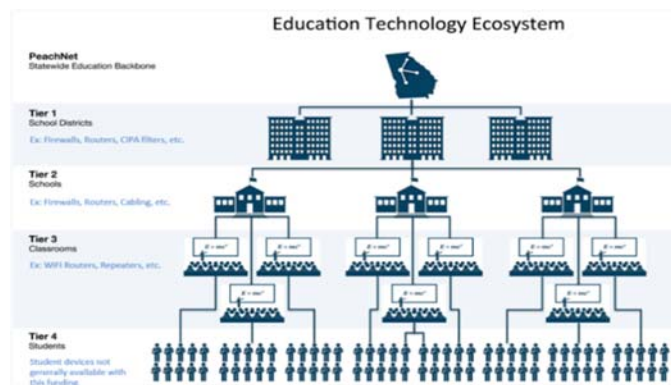 Education Technology Ecosystem
PeachNet
Statewide Education Backbone
Tier 1
School Districts
Ex: Firewalls, Routers, CIPA filters, etc.
Tier 2
Schools
Ex: Firewalls, Routers, Cabling, etc.
Tier 3
Classrooms
Ex: WIFI Routers, Repeaters, etc.
Tier 4
Students
Student devices not
generally available with
this funding